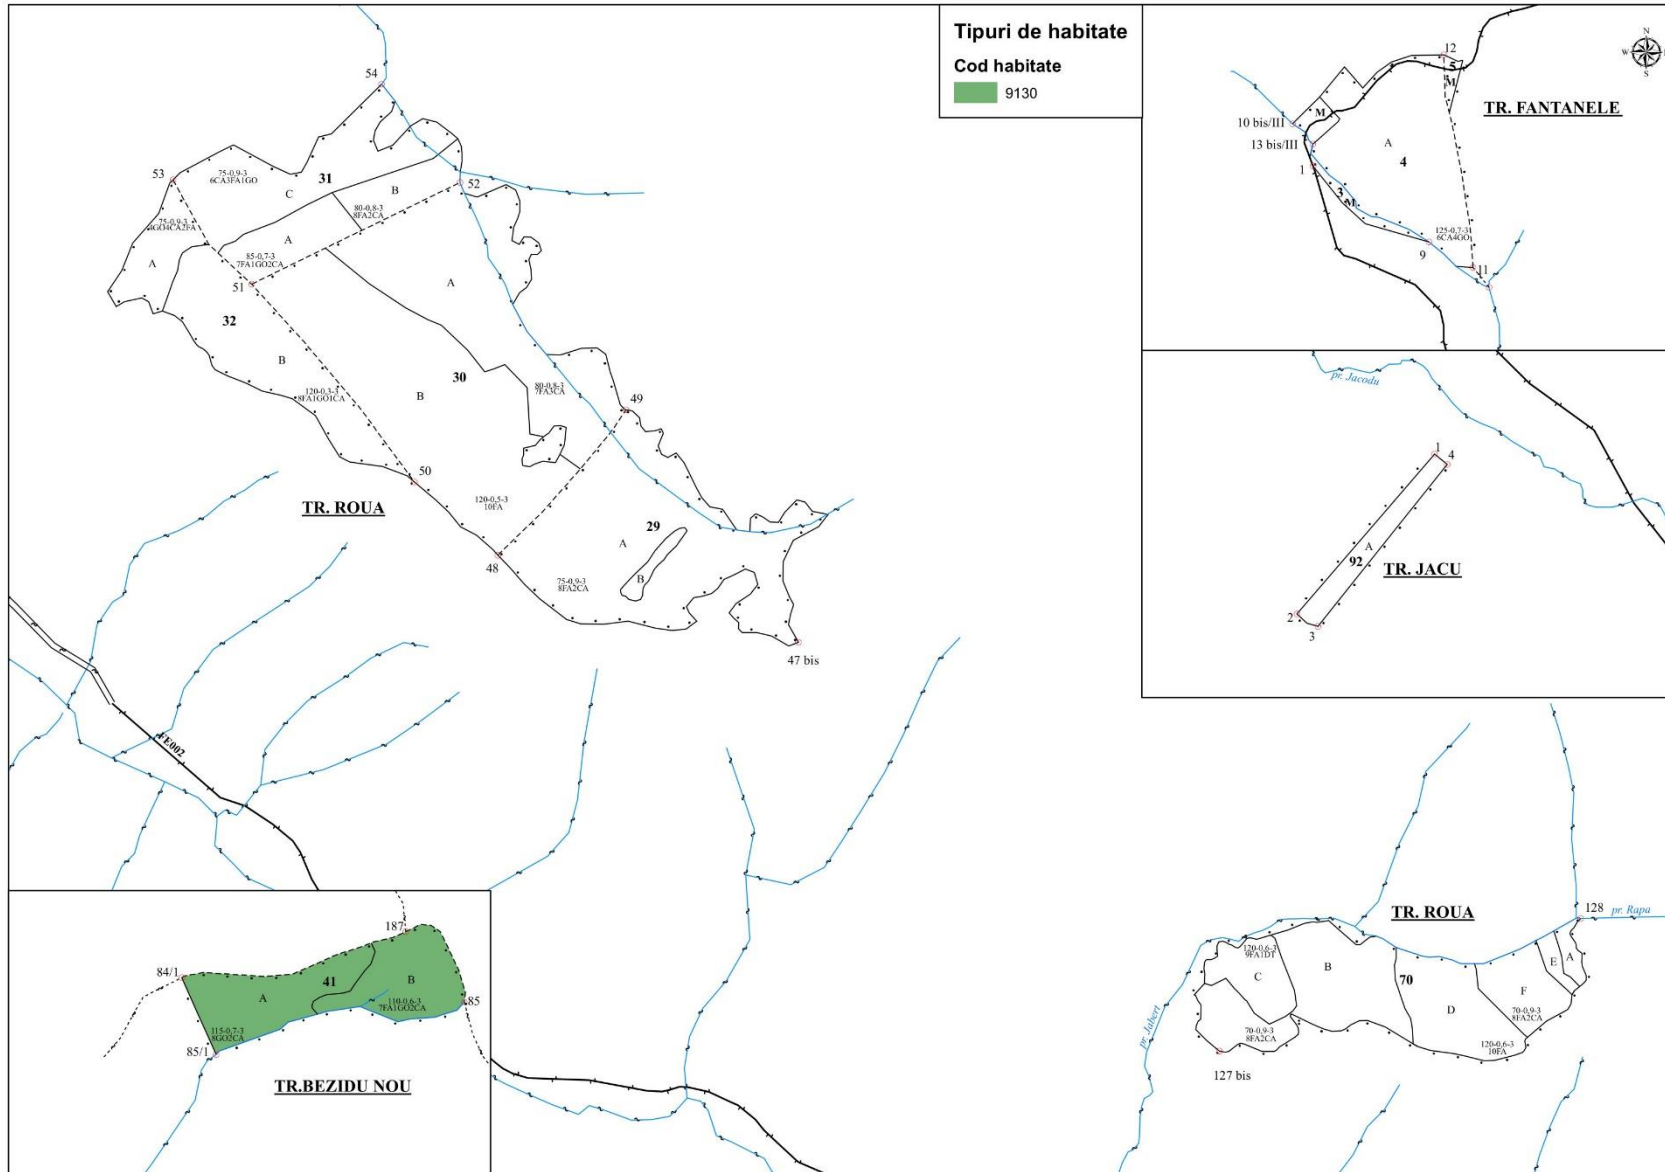 Tipuri de habitate
Cod habitate
9130
N
W
S
54
53
75-0,9-3
6CA3FA1GO
31
C
B
52
80-0,8-3
8FA2CA
75-0,9-3
4GO4CA2FA
A
A
85-0,7-3
7FA1GO2CA
51
A
32
B
30
B
120-0,3-3
8FA1GO1CA
80-0,8-3
7FA3CA
49
50
TR. ROUA
120-0,5-3
10FA
29
A
B
48
75-0,9-3
8FA2CA
47 bis
FE002
12
5
M
TR. FANTANELE
10 bis/III
M
13 bis/III
A
4
1
3
M
125-0,7-3
6CA4GO
9
11
pr. Jacodu
1
4
A
92
TR. JACU
2
3
187
84/1
41
A
B
110-0,6-3
7FA1GO2CA
85
115-0,7-3
8GO2CA
85/1
TR.BEZIDU NOU
128
TR. ROUA
pr. Rapa
120-0,6-3
9FA1DT
C
B
70
E
A
D
F
70-0,9-3
8FA2CA
pr. Jabert
70-0,9-3
8FA2CA
120-0,6-3
10FA
127 bis